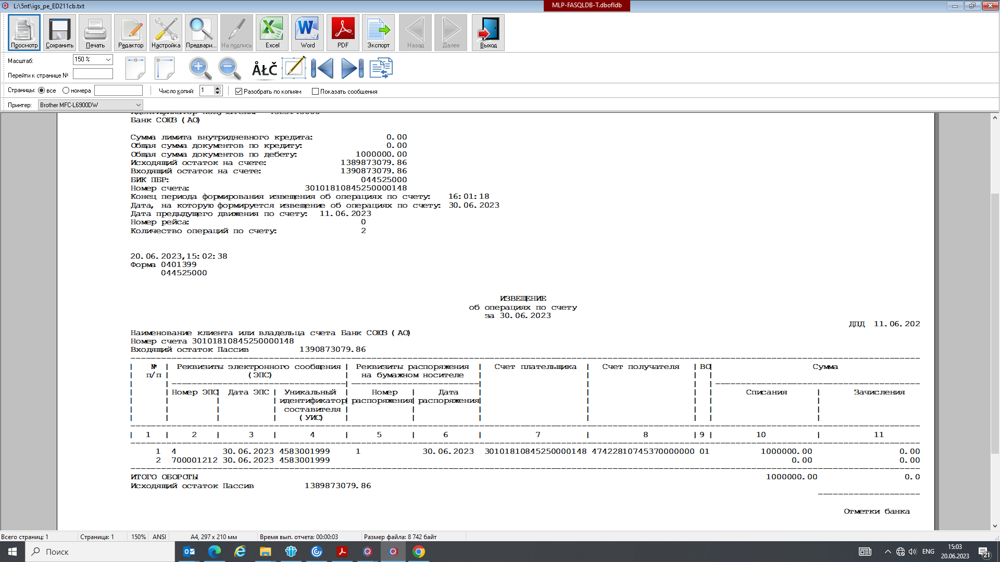 L:\5nt\igs_pe_ED211cb.txt
MLP-FASQLDB-T.dbofldb
Просмотр Сохранить Печать Редактор Настройка Предвари... На подпись Excel Word PDF Экспорт Назад Далее Выход
Масштаб: 150 %
Перейти к странице №
ÅŁČ
Страницы: все номера Число копий: 1 Разобрать по копиям Показать сообщения
Принтер: Brother MFC-L6900DW
Банк СОЮЗ (АО)
Сумма лимита внутридневного кредита: 0.00
Общая сумма документов по кредиту: 0.00
Общая сумма документов по дебету: 1000000.00
Исходящий остаток на счете: 1389873079.86
Входящий остаток на счете: 1390873079.86
БИК ПБР: 044525000
Номер счета: 30101810845250000148
Конец периода формирования извещения об операциях по счету: 16:01:18
Дата, на которую формируется извещение об операциях по счету: 30.06.2023
Дата предыдущего движения по счету: 11.06.2023
Номер рейса: 0
Количество операций по счету: 2
20.06.2023,15:02:38
Форма 0401399
044525000
ИЗВЕЩЕНИЕ
об операциях по счету
за 30.06.2023
ДПД 11.06.202
Наименование клиента или владельца счета Банк СОЮЗ (АО)
Номер счета 30101810845250000148
Входящий остаток Пассив 1390873079.86
| № | Реквизиты электронного сообщения | Реквизиты распоряжения | Счет плательщика | Счет получателя | ВО| Сумма
| п/п | (ЭПС) | на бумажном носителе | | | |
| | Номер ЭПС| Дата ЭПС | Уникальный | Номер | Дата | | | | Списания | Зачисления
| | | | идентификатор| распоряжения| распоряжения| | | | |
| | | | составителя | | | | | | |
| | | | (УИС) | | | | | | |
| 1 | 2 | 3 | 4 | 5 | 6 | 7 | 8 | 9 | 10 | 11
1 4 30.06.2023 4583001999 1 30.06.2023 30101810845250000148 47422810745370000000 01 1000000.00 0.00
2 700001212 30.06.2023 4583001999 0.00 0.00
ИТОГО ОБОРОТЫ 1000000.00 0.0
Исходящий остаток Пассив 1389873079.86
Отметки банка
Всего страниц: 1 Страница: 1 150% ANSI A4, 297 x 210 мм Время вып. отчета: 00:00:03 Размер файла: 8 742 байт
Поиск
ENG
15:03
20.06.2023
21